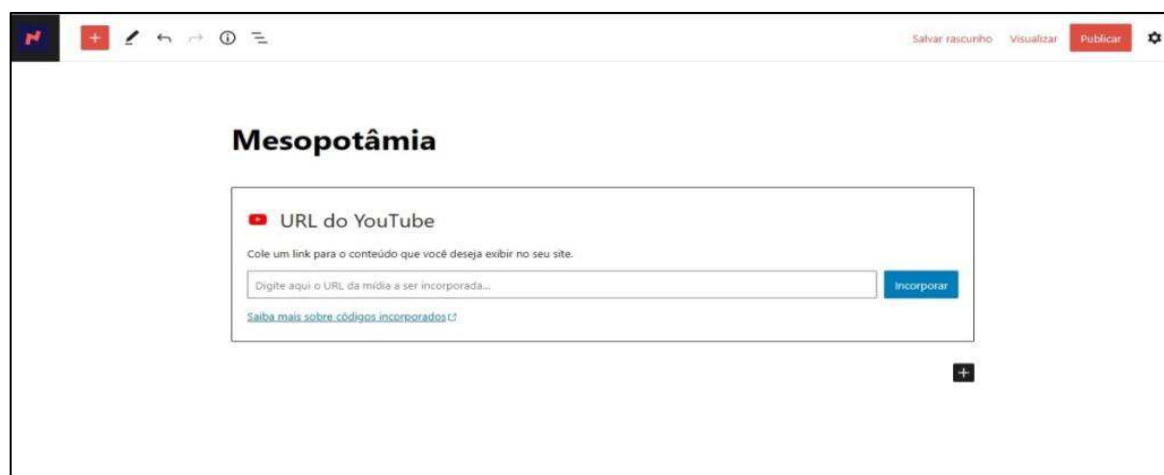 Salvar rascunho Visualizar Publicar
Mesopotâmia
URL do YouTube
Cole um link para o conteúdo que você deseja exibir no seu site.
Digite aqui o URL da mídia a ser incorporada... Incorporar
Saiba mais sobre códigos incorporados